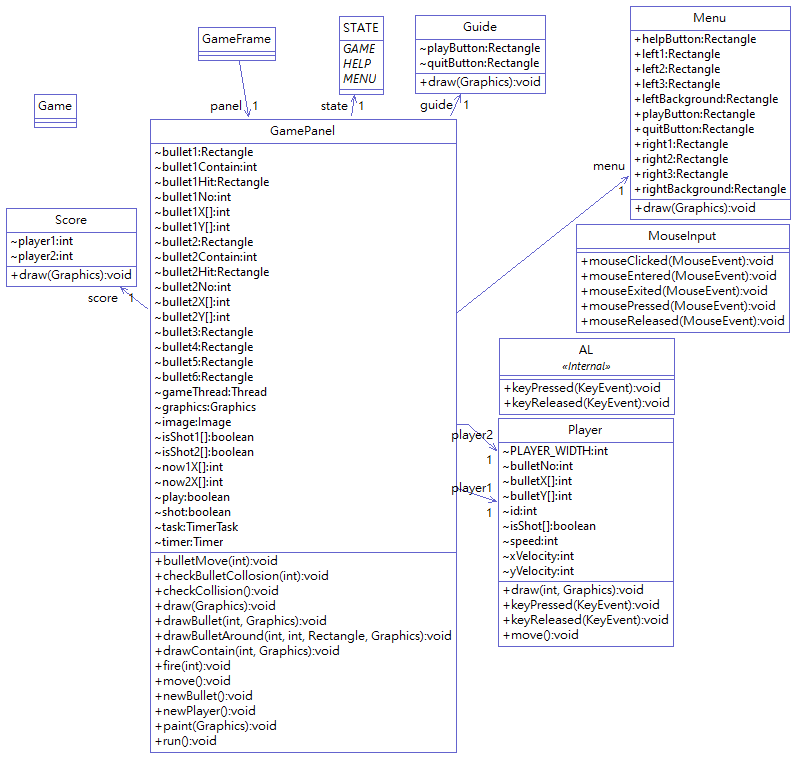 GameFrame
panel
1
STATE
GAME
HELP
MENU
state
1
Guide
~playButton:Rectangle
~quitButton:Rectangle
+draw(Graphics):void
guide
1
Menu
+helpButton:Rectangle
+left1:Rectangle
+left2:Rectangle
+left3:Rectangle
+leftBackground:Rectangle
+playButton:Rectangle
+quitButton:Rectangle
+right1:Rectangle
+right2:Rectangle
+right3:Rectangle
+rightBackground:Rectangle
+draw(Graphics):void
menu
1
Game
Score
~player1:int
~player2:int
+draw(Graphics):void
score
1
GamePanel
~bullet1:Rectangle
~bullet1Contain:int
~bullet1Hit:Rectangle
~bullet1No:int
~bullet1X[]:int
~bullet1Y[]:int
~bullet2:Rectangle
~bullet2Contain:int
~bullet2Hit:Rectangle
~bullet2No:int
~bullet2X[]:int
~bullet2Y[]:int
~bullet3:Rectangle
~bullet4:Rectangle
~bullet5:Rectangle
~bullet6:Rectangle
~gameThread:Thread
~graphics:Graphics
~image:Image
~isShot1[]:boolean
~isShot2[]:boolean
~now1X[]:int
~now2X[]:int
~play:boolean
~shot:boolean
~task:TimerTask
~timer:Timer
+bulletMove(int):void
+checkBulletCollosion(int):void
+checkCollision():void
+draw(Graphics):void
+drawBullet(int, Graphics):void
+drawBulletAround(int, int, Rectangle, Graphics):void
+drawContain(int, Graphics):void
+fire(int):void
+move():void
+newBullet():void
+newPlayer():void
+paint(Graphics):void
+run():void
MouseInput
+mouseClicked(MouseEvent):void
+mouseEntered(MouseEvent):void
+mouseExited(MouseEvent):void
+mousePressed(MouseEvent):void
+mouseReleased(MouseEvent):void
AL
«Internal»
+keyPressed(KeyEvent):void
+keyReleased(KeyEvent):void
player2
1
player1
1
Player
~PLAYER_WIDTH:int
~bulletNo:int
~bulletX[]:int
~bulletY[]:int
~id:int
~isShot[]:boolean
~speed:int
~xVelocity:int
~yVelocity:int
+draw(int, Graphics):void
+keyPressed(KeyEvent):void
+keyReleased(KeyEvent):void
+move():void